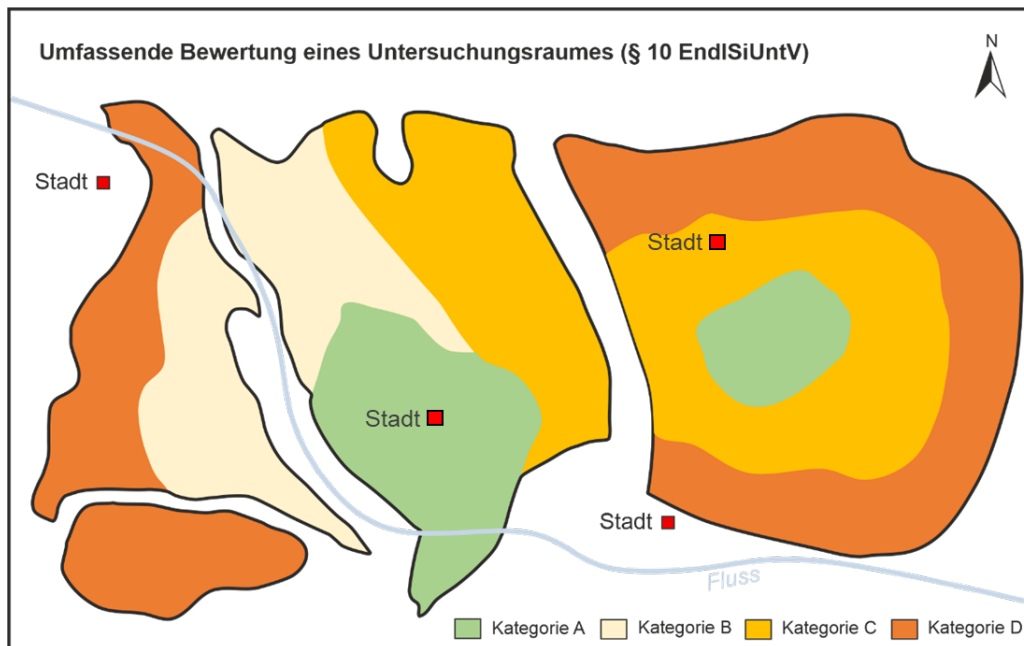 Umfassende Bewertung eines Untersuchungsraumes (§ 10 EndlSiUntV)
N
Stadt
Stadt
Stadt
Stadt
Fluss
Kategorie A
Kategorie B
Kategorie C
Kategorie D